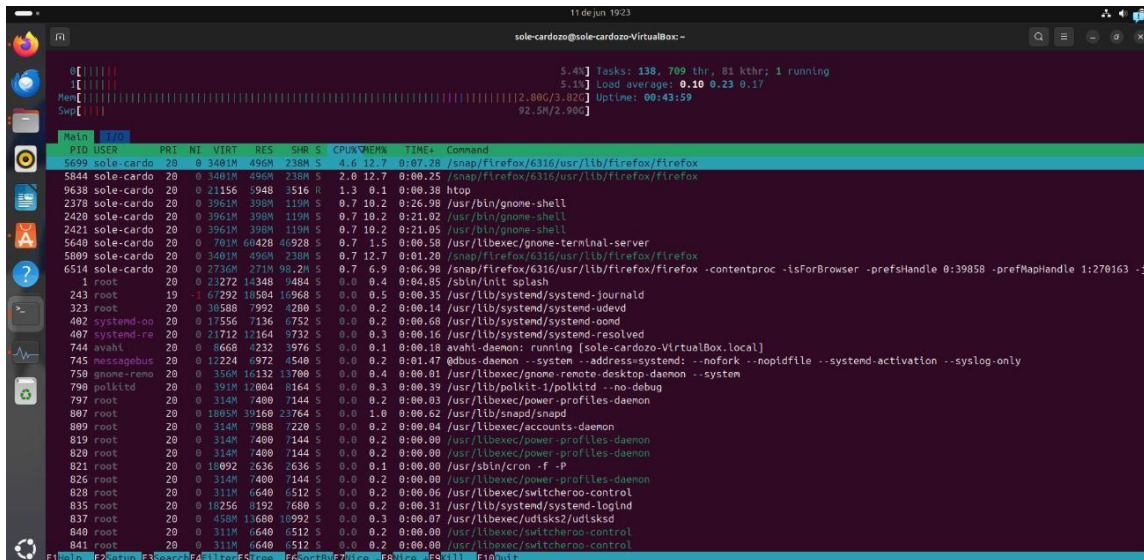 11 de jun 19:23
sole-cardozo@sole-cardozo-VirtualBox: ~
0[|||||| 5.4%] Tasks: 138, 709 thr, 81 kthr; 1 running
1[|||||| 5.1%] Load average: 0.10 0.23 0.17
Mem[ 2.80G/3.82G] Uptime: 00:43:59
Swp[|||| 92.5M/2.90G]
Main I/O
PID USER PRI NI VIRT RES SHR S CPU%▽MEM% TIME+ Command
5699 sole-cardo 20 0 3401M 496M 238M S 4.6 12.7 0:07.28 /snap/firefox/6316/usr/lib/firefox/firefox
5844 sole-cardo 20 0 3401M 496M 238M S 2.0 12.7 0:00.25 /snap/firefox/6316/usr/lib/firefox/firefox
9638 sole-cardo 20 0 21156 5948 3516 R 1.3 0.1 0:00.38 htop
2378 sole-cardo 20 0 3961M 398M 119M S 0.7 10.2 0:26.98 /usr/bin/gnome-shell
2420 sole-cardo 20 0 3961M 398M 119M S 0.7 10.2 0:21.02 /usr/bin/gnome-shell
2421 sole-cardo 20 0 3961M 398M 119M S 0.7 10.2 0:21.05 /usr/bin/gnome-shell
5640 sole-cardo 20 0 701M 60428 46928 S 0.7 1.5 0:00.58 /usr/libexec/gnome-terminal-server
5809 sole-cardo 20 0 3401M 496M 238M S 0.7 12.7 0:01.20 /snap/firefox/6316/usr/lib/firefox/firefox
6514 sole-cardo 20 0 2736M 271M 98.2M S 0.7 6.9 0:06.98 /snap/firefox/6316/usr/lib/firefox/firefox -contentproc -isForBrowser -prefsHandle 0:39858 -prefMapHandle 1:270163
1 root 20 0 23272 14348 9484 S 0.0 0.4 0:04.85 /sbin/init splash
243 root 19 -1 67292 18504 16968 S 0.0 0.5 0:00.35 /usr/lib/systemd/systemd-journald
323 root 20 0 30588 7992 4280 S 0.0 0.2 0:00.14 /usr/lib/systemd/systemd-udevd
402 systemd-oo 20 0 17556 7136 6752 S 0.0 0.2 0:00.68 /usr/lib/systemd/systemd-oomd
407 systemd-re 20 0 21712 12164 9732 S 0.0 0.3 0:00.16 /usr/lib/systemd/systemd-resolved
744 avahi 20 0 8668 4232 3976 S 0.0 0.1 0:00.18 avahi-daemon: running [sole-cardozo-VirtualBox.local]
745 messagebus 20 0 12224 6972 4540 S 0.0 0.2 0:01.47 @dbus-daemon --system --address=systemd: --nofork --nopidfile --systemd-activation --syslog-only
750 gnome-remo 20 0 356M 16132 13700 S 0.0 0.4 0:00.01 /usr/libexec/gnome-remote-desktop-daemon --system
790 polkitd 20 0 391M 12004 8164 S 0.0 0.3 0:00.39 /usr/lib/polkit-1/polkitd --no-debug
797 root 20 0 314M 7400 7144 S 0.0 0.2 0:00.03 /usr/libexec/power-profiles-daemon
807 root 20 0 1805M 39160 23764 S 0.0 1.0 0:00.62 /usr/lib/snapd/snapd
809 root 20 0 314M 7988 7220 S 0.0 0.2 0:00.04 /usr/libexec/accounts-daemon
819 root 20 0 314M 7400 7144 S 0.0 0.2 0:00.00 /usr/libexec/power-profiles-daemon
820 root 20 0 314M 7400 7144 S 0.0 0.2 0:00.00 /usr/libexec/power-profiles-daemon
821 root 20 0 18092 2636 2636 S 0.0 0.1 0:00.00 /usr/sbin/cron -f -P
826 root 20 0 314M 7400 7144 S 0.0 0.2 0:00.00 /usr/libexec/power-profiles-daemon
828 root 20 0 311M 6640 6512 S 0.0 0.2 0:00.06 /usr/libexec/switcheroo-control
835 root 20 0 18256 8192 7680 S 0.0 0.2 0:00.31 /usr/lib/systemd/systemd-logind
837 root 20 0 458M 13680 10992 S 0.0 0.3 0:00.07 /usr/libexec/udisks2/udisksd
840 root 20 0 311M 6640 6512 S 0.0 0.2 0:00.00 /usr/libexec/switcheroo-control
841 root 20 0 311M 6640 6512 S 0.0 0.2 0:00.00 /usr/libexec/switcheroo-control
F1Help F2Setup F3SearchF4FilterF5Tree F6SortByF7Nice -F8Nice +F9Kill F10Quit